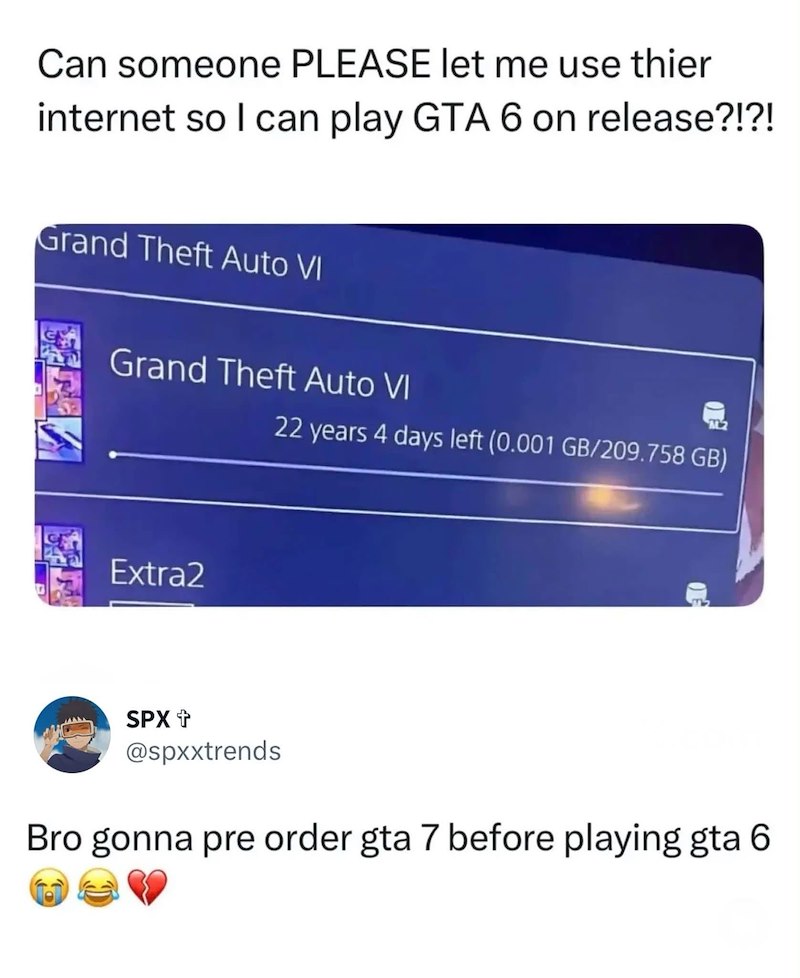 Can someone PLEASE let me use thier
internet so I can play GTA 6 on release?!?!
Grand Theft Auto VI
Grand Theft Auto VI
M.2
22 years 4 days left (0.001 GB/209.758 GB)
Extra2
SPX ✞
@spxxtrends
Bro gonna pre order gta 7 before playing gta 6
😭😂💔